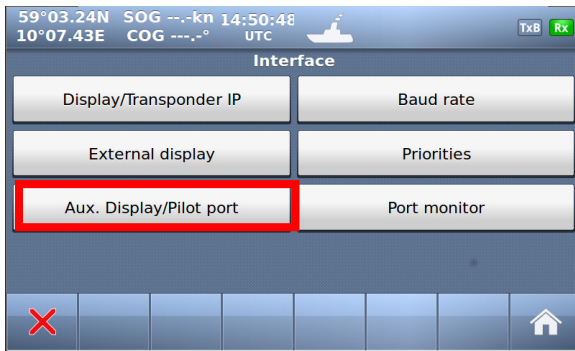 59°03.24N SOG --.-kn 14:50:48
10°07.43E COG ---.-° UTC
TxB Rx
Interface
Display/Transponder IP Baud rate
External display Priorities
Aux. Display/Pilot port Port monitor